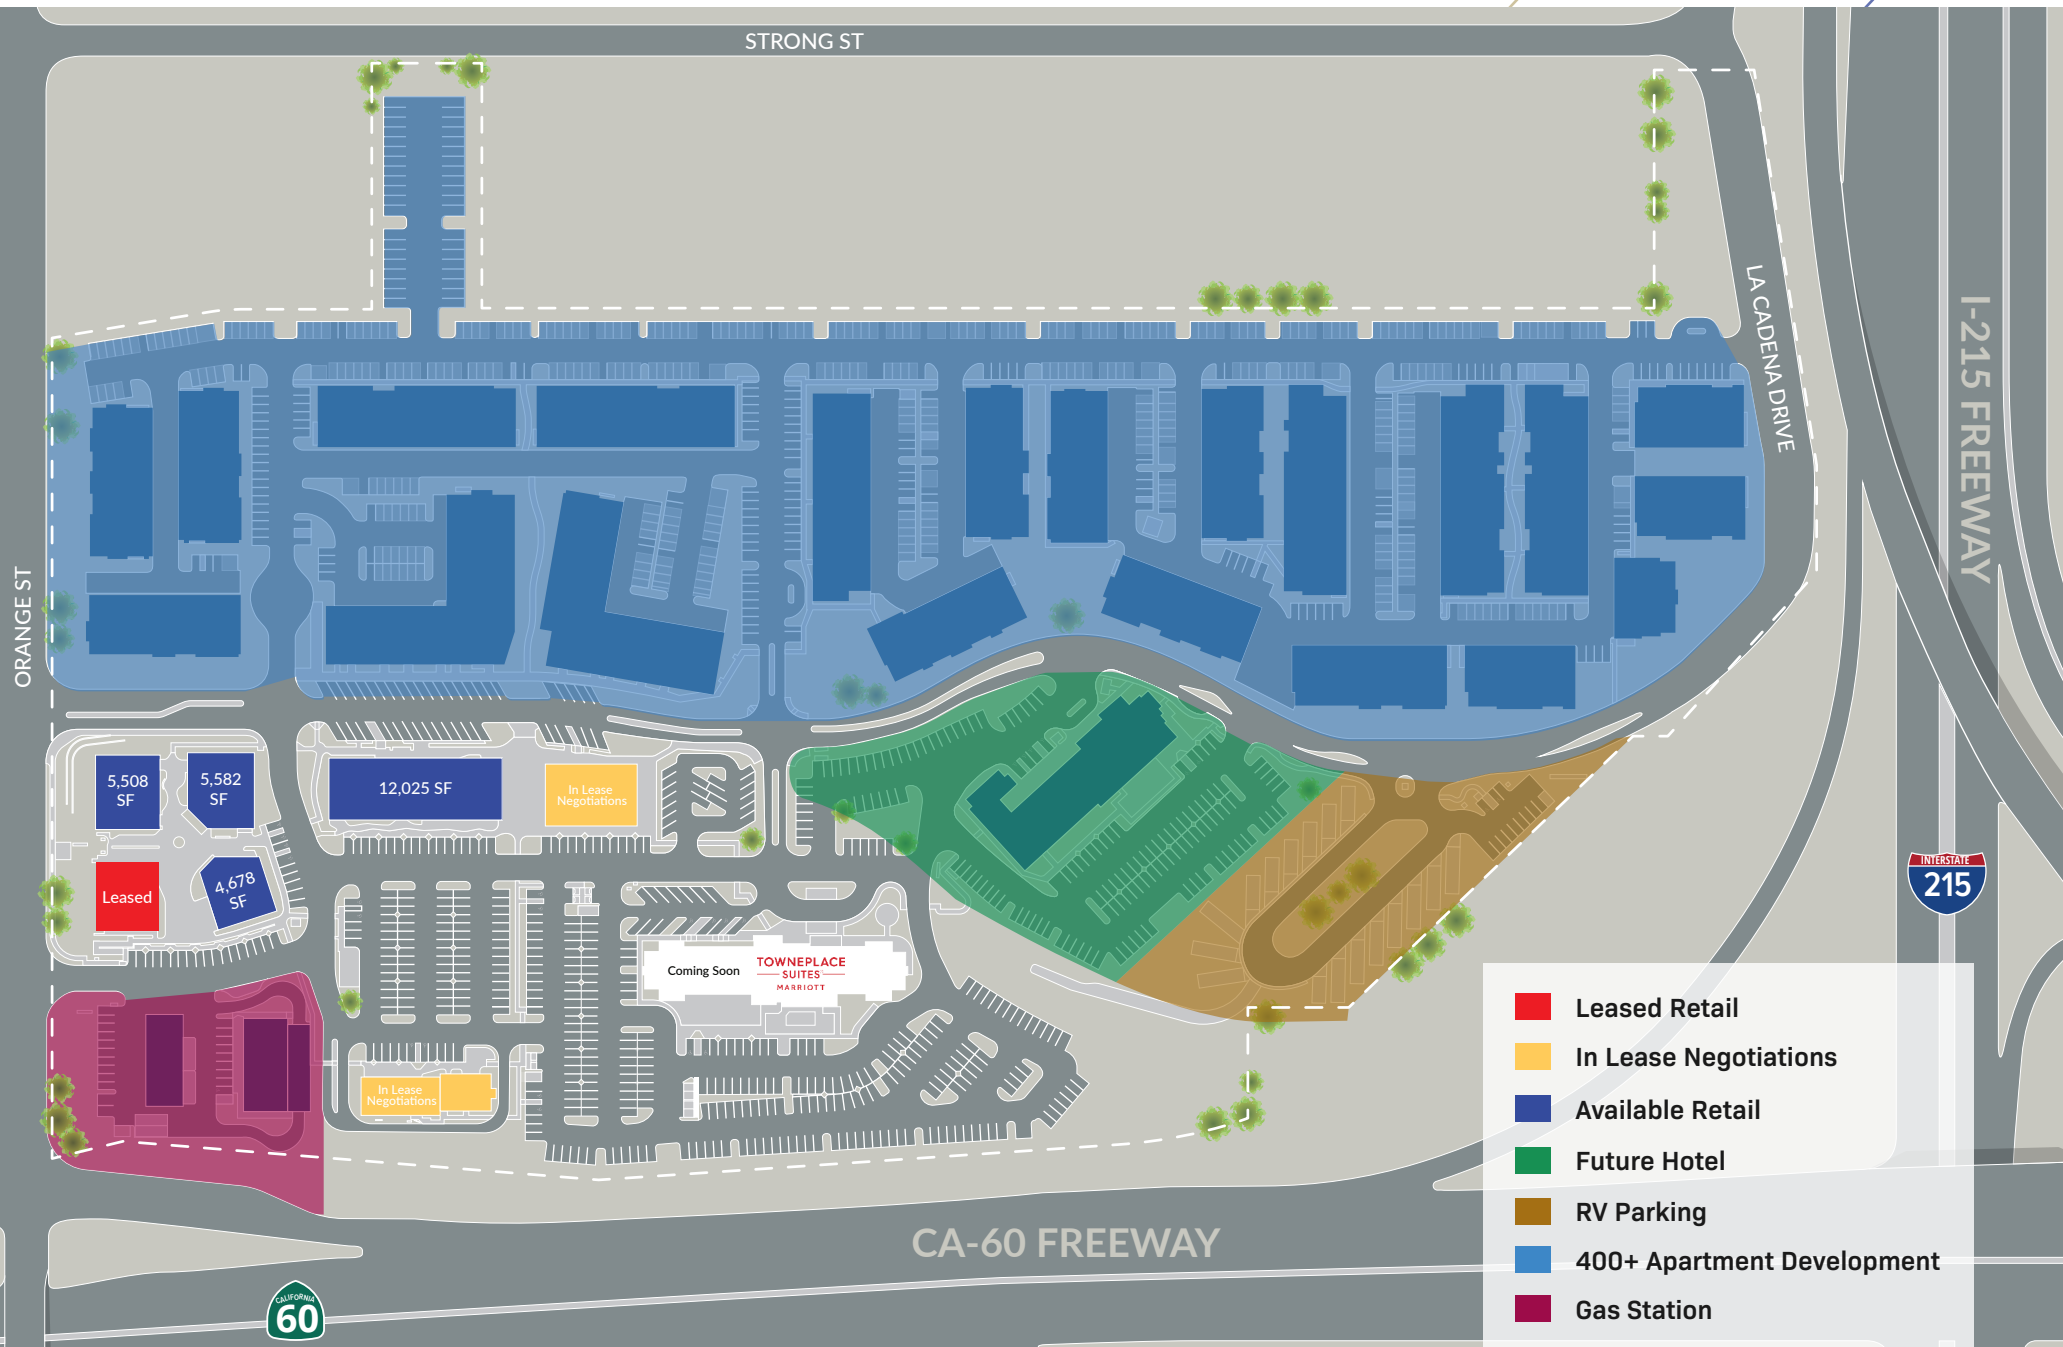 STRONG ST
LA CADENA DRIVE
I-215 FREEWAY
ORANGE ST
5,508
SF
5,582
SF
12,025 SF
In Lease
Negotiations
Leased
4,678
SF
Coming Soon
TOWNEPLACE
SUITES
MARRIOTT
In Lease
Negotiations
INTERSTATE
215
CA-60 FREEWAY
CALIFORNIA
60
Leased Retail
In Lease Negotiations
Available Retail
Future Hotel
RV Parking
400+ Apartment Development
Gas Station